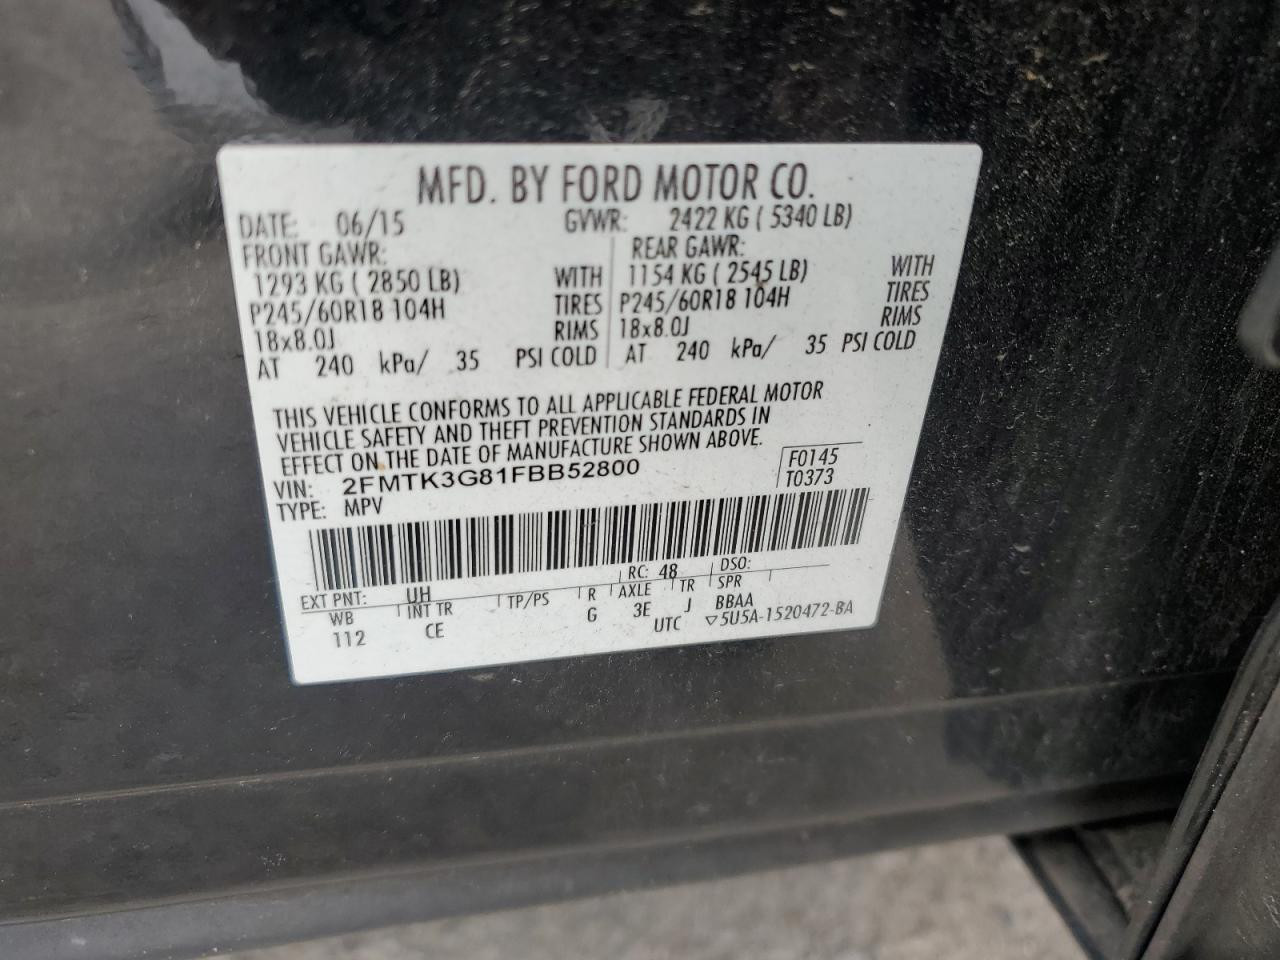 MFD. BY FORD MOTOR CO.
DATE: 06/15 GVWR: 2422 KG ( 5340 LB)
FRONT GAWR: REAR GAWR:
1293 KG ( 2850 LB) WITH 1154 KG ( 2545 LB) WITH
P245/60R18 104H TIRES P245/60R18 104H TIRES
18x8.0J RIMS 18x8.0J RIMS
AT 240 kPa/ 35 PSI COLD AT 240 kPa/ 35 PSI COLD
THIS VEHICLE CONFORMS TO ALL APPLICABLE FEDERAL MOTOR
VEHICLE SAFETY AND THEFT PREVENTION STANDARDS IN
EFFECT ON THE DATE OF MANUFACTURE SHOWN ABOVE.
VIN: 2FMTK3G81FBB52800 F0145
TYPE: MPV T0373
EXT PNT: UH RC: 48 DSO:
WB INT TR TP/PS R AXLE TR SPR
112 CE G 3E J BBAA
UTC ▽5U5A-1520472-BA